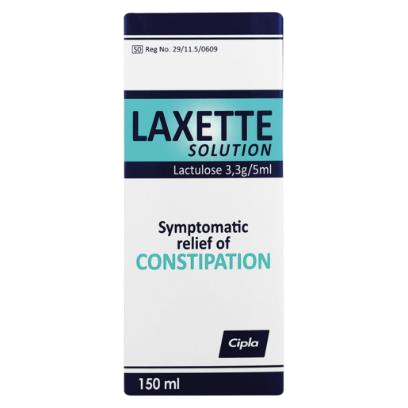 S0 Reg No. 29/11.5/0609
LAXETTE
SOLUTION
Lactulose 3,3g/5ml
Symptomatic
relief of
CONSTIPATION
Cipla
150 ml